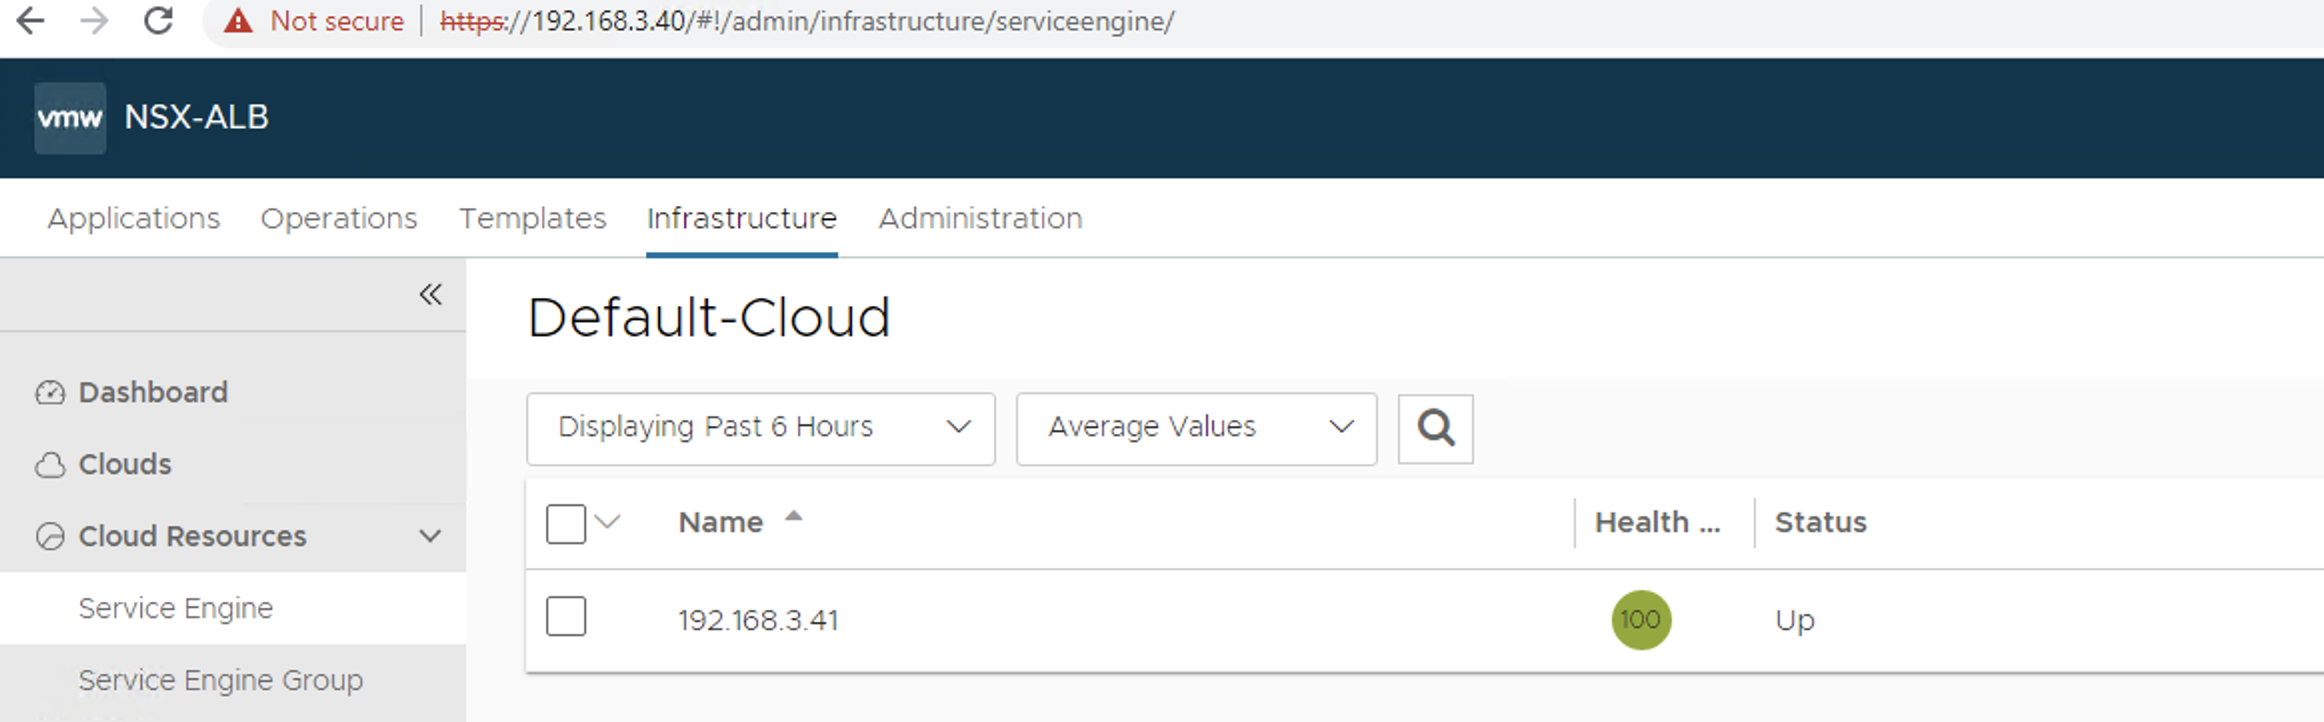 Not secure https://192.168.3.40/#!/admin/infrastructure/serviceengine/
vmw NSX-ALB
Applications Operations Templates Infrastructure Administration
Default-Cloud
Dashboard
Displaying Past 6 Hours Average Values
Clouds
Cloud Resources
Name Health ... Status
Service Engine
192.168.3.41 100 Up
Service Engine Group